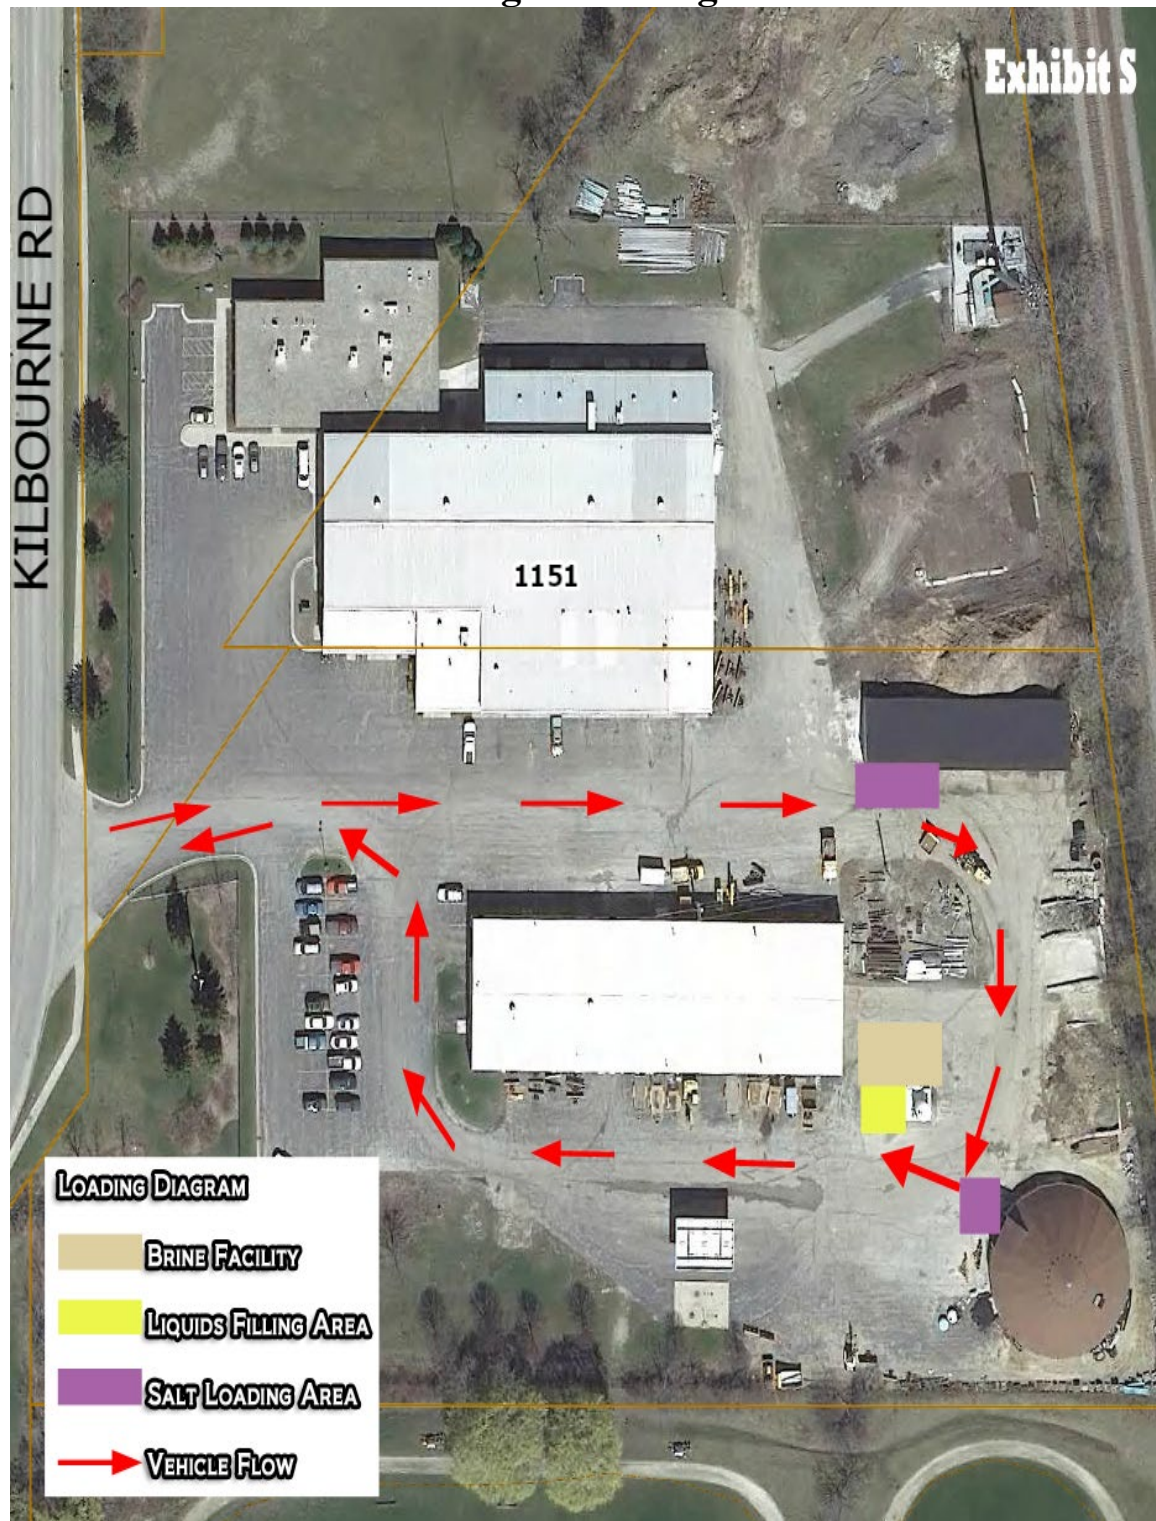 Exhibit S
KILBOURNE RD
1151
LOADING DIAGRAM
BRINE FACILITY
LIQUIDS FILLING AREA
SALT LOADING AREA
VEHICLE FLOW